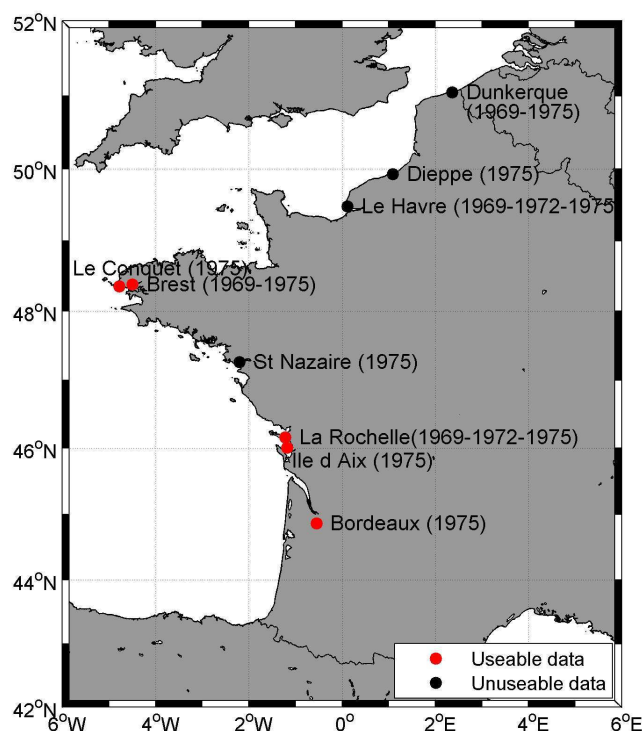 52°N
Dunkerque
(1969-1975)
50°N
Dieppe (1975)
Le Havre (1969-1972-1975
Le Conquet (1975)
Brest (1969-1975)
48°N
St Nazaire (1975)
La Rochelle(1969-1972-1975)
46°N
Ile d Aix (1975)
Bordeaux (1975)
44°N
Useable data
Unuseable data
42°N
6°W 4°W 2°W 0° 2°E 4°E 6°E